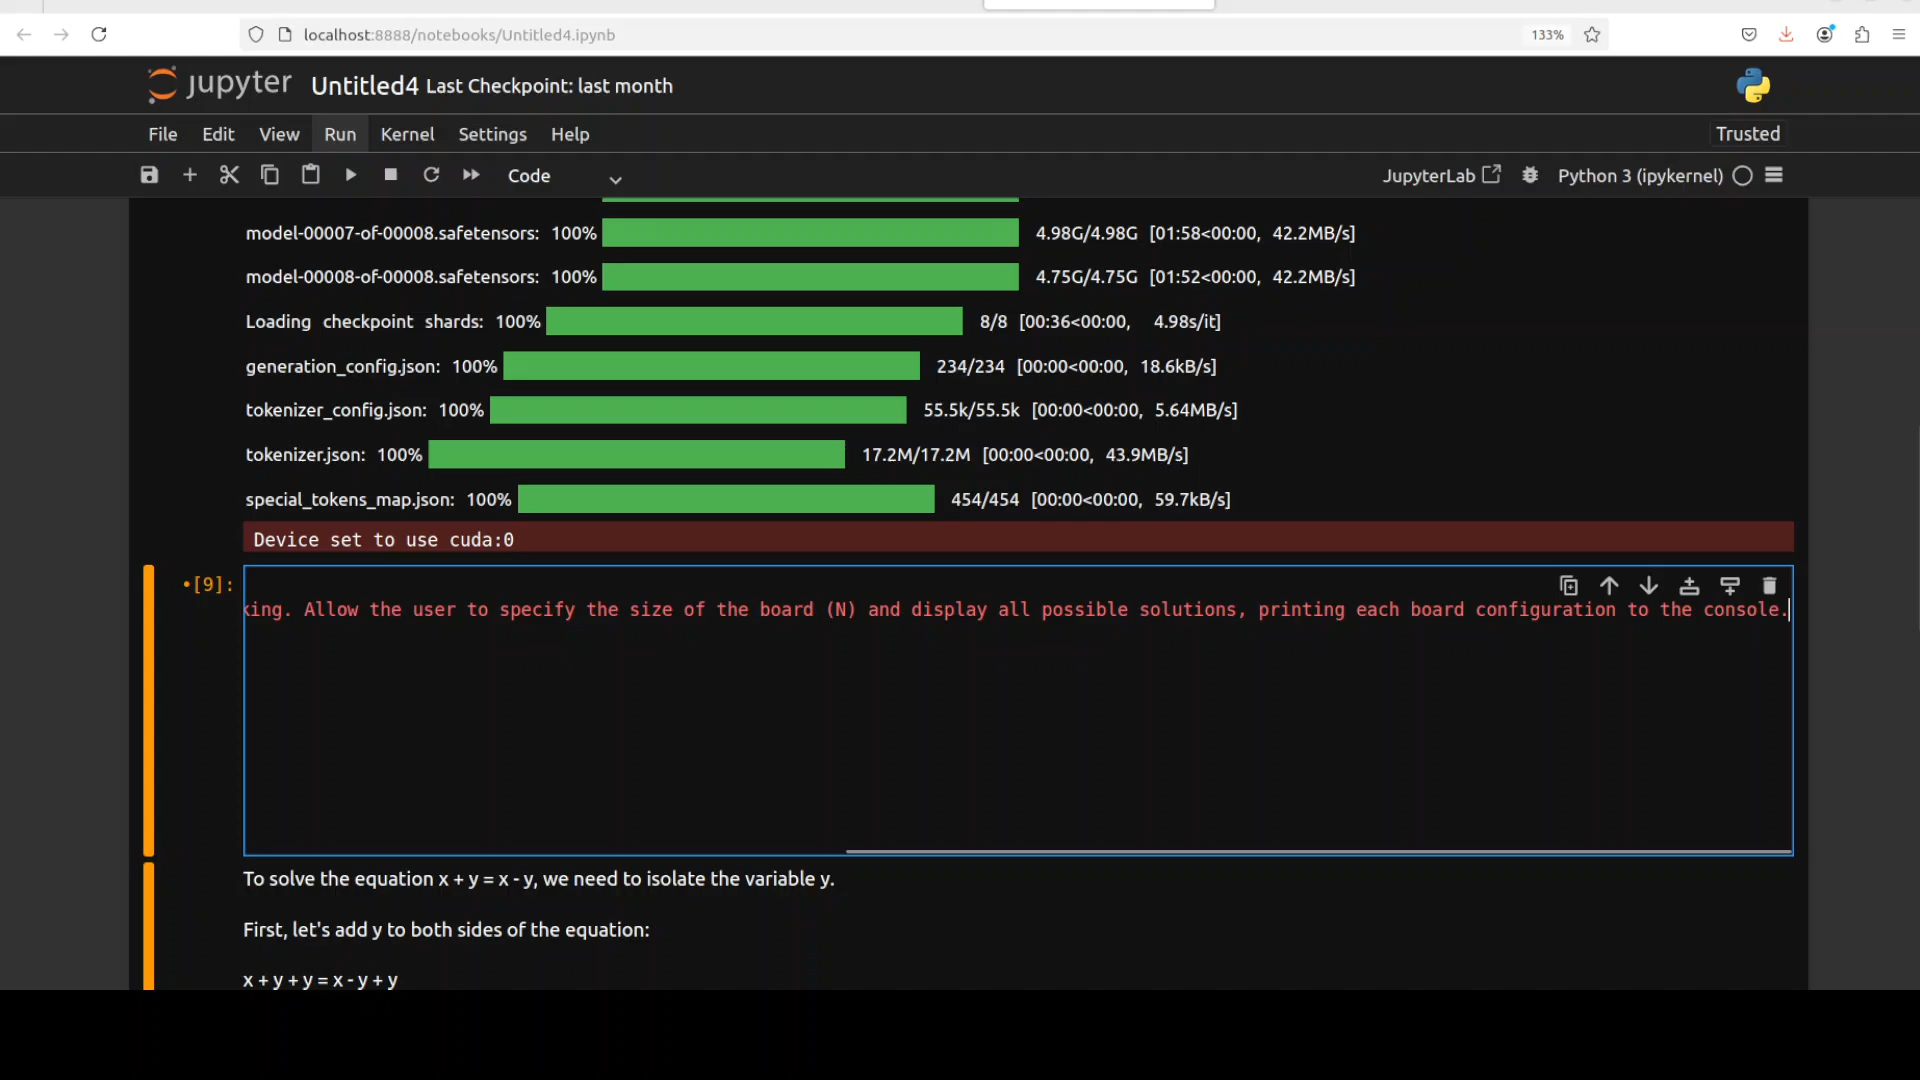 localhost:8888/notebooks/Untitled4.ipynb
133%
jupyter Untitled4 Last Checkpoint: last month
File Edit View Run Kernel Settings Help
Trusted
Code
JupyterLab
Python 3 (ipykernel)
model-00007-of-00008.safetensors: 100% 4.98G/4.98G [01:58<00:00, 42.2MB/s]
model-00008-of-00008.safetensors: 100% 4.75G/4.75G [01:52<00:00, 42.2MB/s]
Loading checkpoint shards: 100% 8/8 [00:36<00:00, 4.98s/it]
generation_config.json: 100% 234/234 [00:00<00:00, 18.6kB/s]
tokenizer_config.json: 100% 55.5k/55.5k [00:00<00:00, 5.64MB/s]
tokenizer.json: 100% 17.2M/17.2M [00:00<00:00, 43.9MB/s]
special_tokens_map.json: 100% 454/454 [00:00<00:00, 59.7kB/s]
Device set to use cuda:0
•[9]:
king. Allow the user to specify the size of the board (N) and display all possible solutions, printing each board configuration to the console.
To solve the equation x + y = x - y, we need to isolate the variable y.
First, let's add y to both sides of the equation:
x + y + y = x - y + y